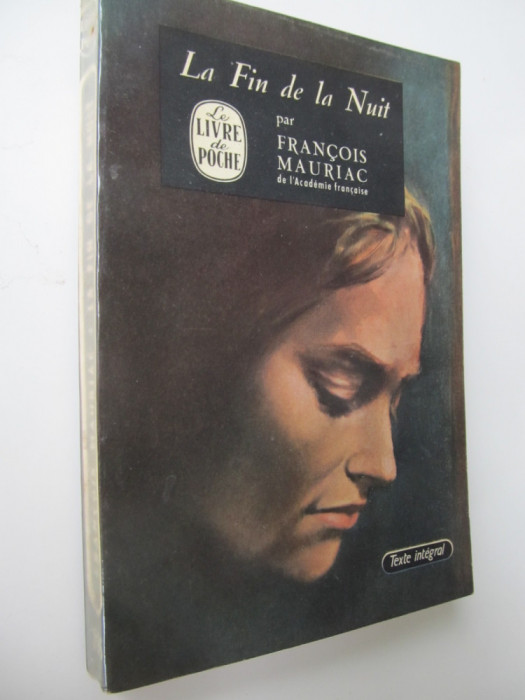 La Fin de la Nuit
Le
LIVRE
de
POCHE
par
FRANÇOIS
MAURIAC
de l'Académie française
Texte intégral